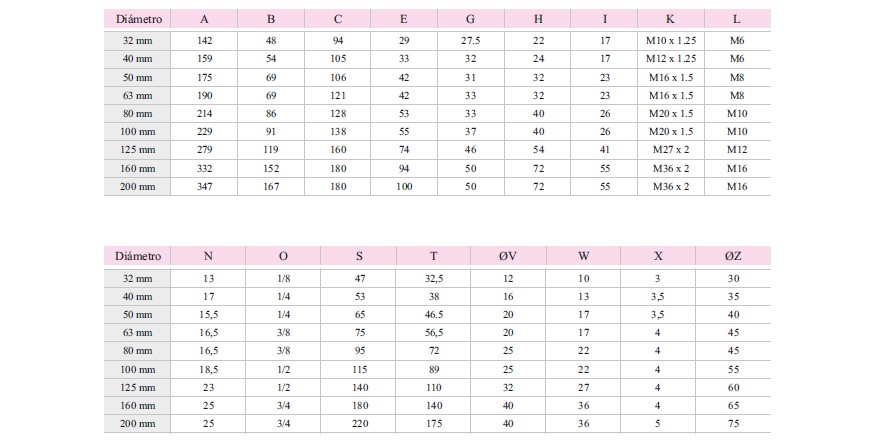 Diámetro A B C E G H I K L
32 mm 142 48 94 29 27.5 22 17 M10 x 1.25 M6
40 mm 159 54 105 33 32 24 17 M12 x 1.25 M6
50 mm 175 69 106 42 31 32 23 M16 x 1.5 M8
63 mm 190 69 121 42 33 32 23 M16 x 1.5 M8
80 mm 214 86 128 53 33 40 26 M20 x 1.5 M10
100 mm 229 91 138 55 37 40 26 M20 x 1.5 M10
125 mm 279 119 160 74 46 54 41 M27 x 2 M12
160 mm 332 152 180 94 50 72 55 M36 x 2 M16
200 mm 347 167 180 100 50 72 55 M36 x 2 M16
Diámetro N O S T ØV W X ØZ
32 mm 13 1/8 47 32,5 12 10 3 30
40 mm 17 1/4 53 38 16 13 3,5 35
50 mm 15,5 1/4 65 46.5 20 17 3,5 40
63 mm 16,5 3/8 75 56,5 20 17 4 45
80 mm 16,5 3/8 95 72 25 22 4 45
100 mm 18,5 1/2 115 89 25 22 4 55
125 mm 23 1/2 140 110 32 27 4 60
160 mm 25 3/4 180 140 40 36 4 65
200 mm 25 3/4 220 175 40 36 5 75